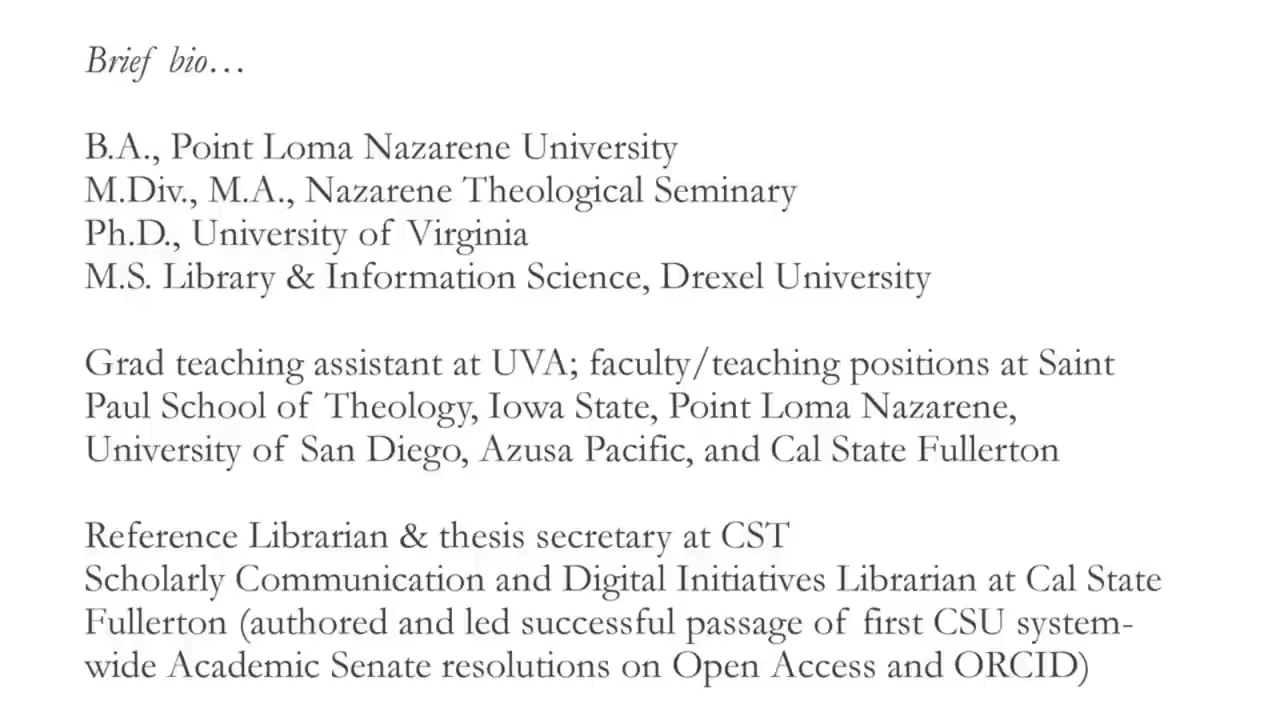 Brief bio…
B.A., Point Loma Nazarene University
M.Div., M.A., Nazarene Theological Seminary
Ph.D., University of Virginia
M.S. Library & Information Science, Drexel University
Grad teaching assistant at UVA; faculty/teaching positions at Saint
Paul School of Theology, Iowa State, Point Loma Nazarene,
University of San Diego, Azusa Pacific, and Cal State Fullerton
Reference Librarian & thesis secretary at CST
Scholarly Communication and Digital Initiatives Librarian at Cal State
Fullerton (authored and led successful passage of first CSU system-
wide Academic Senate resolutions on Open Access and ORCID)